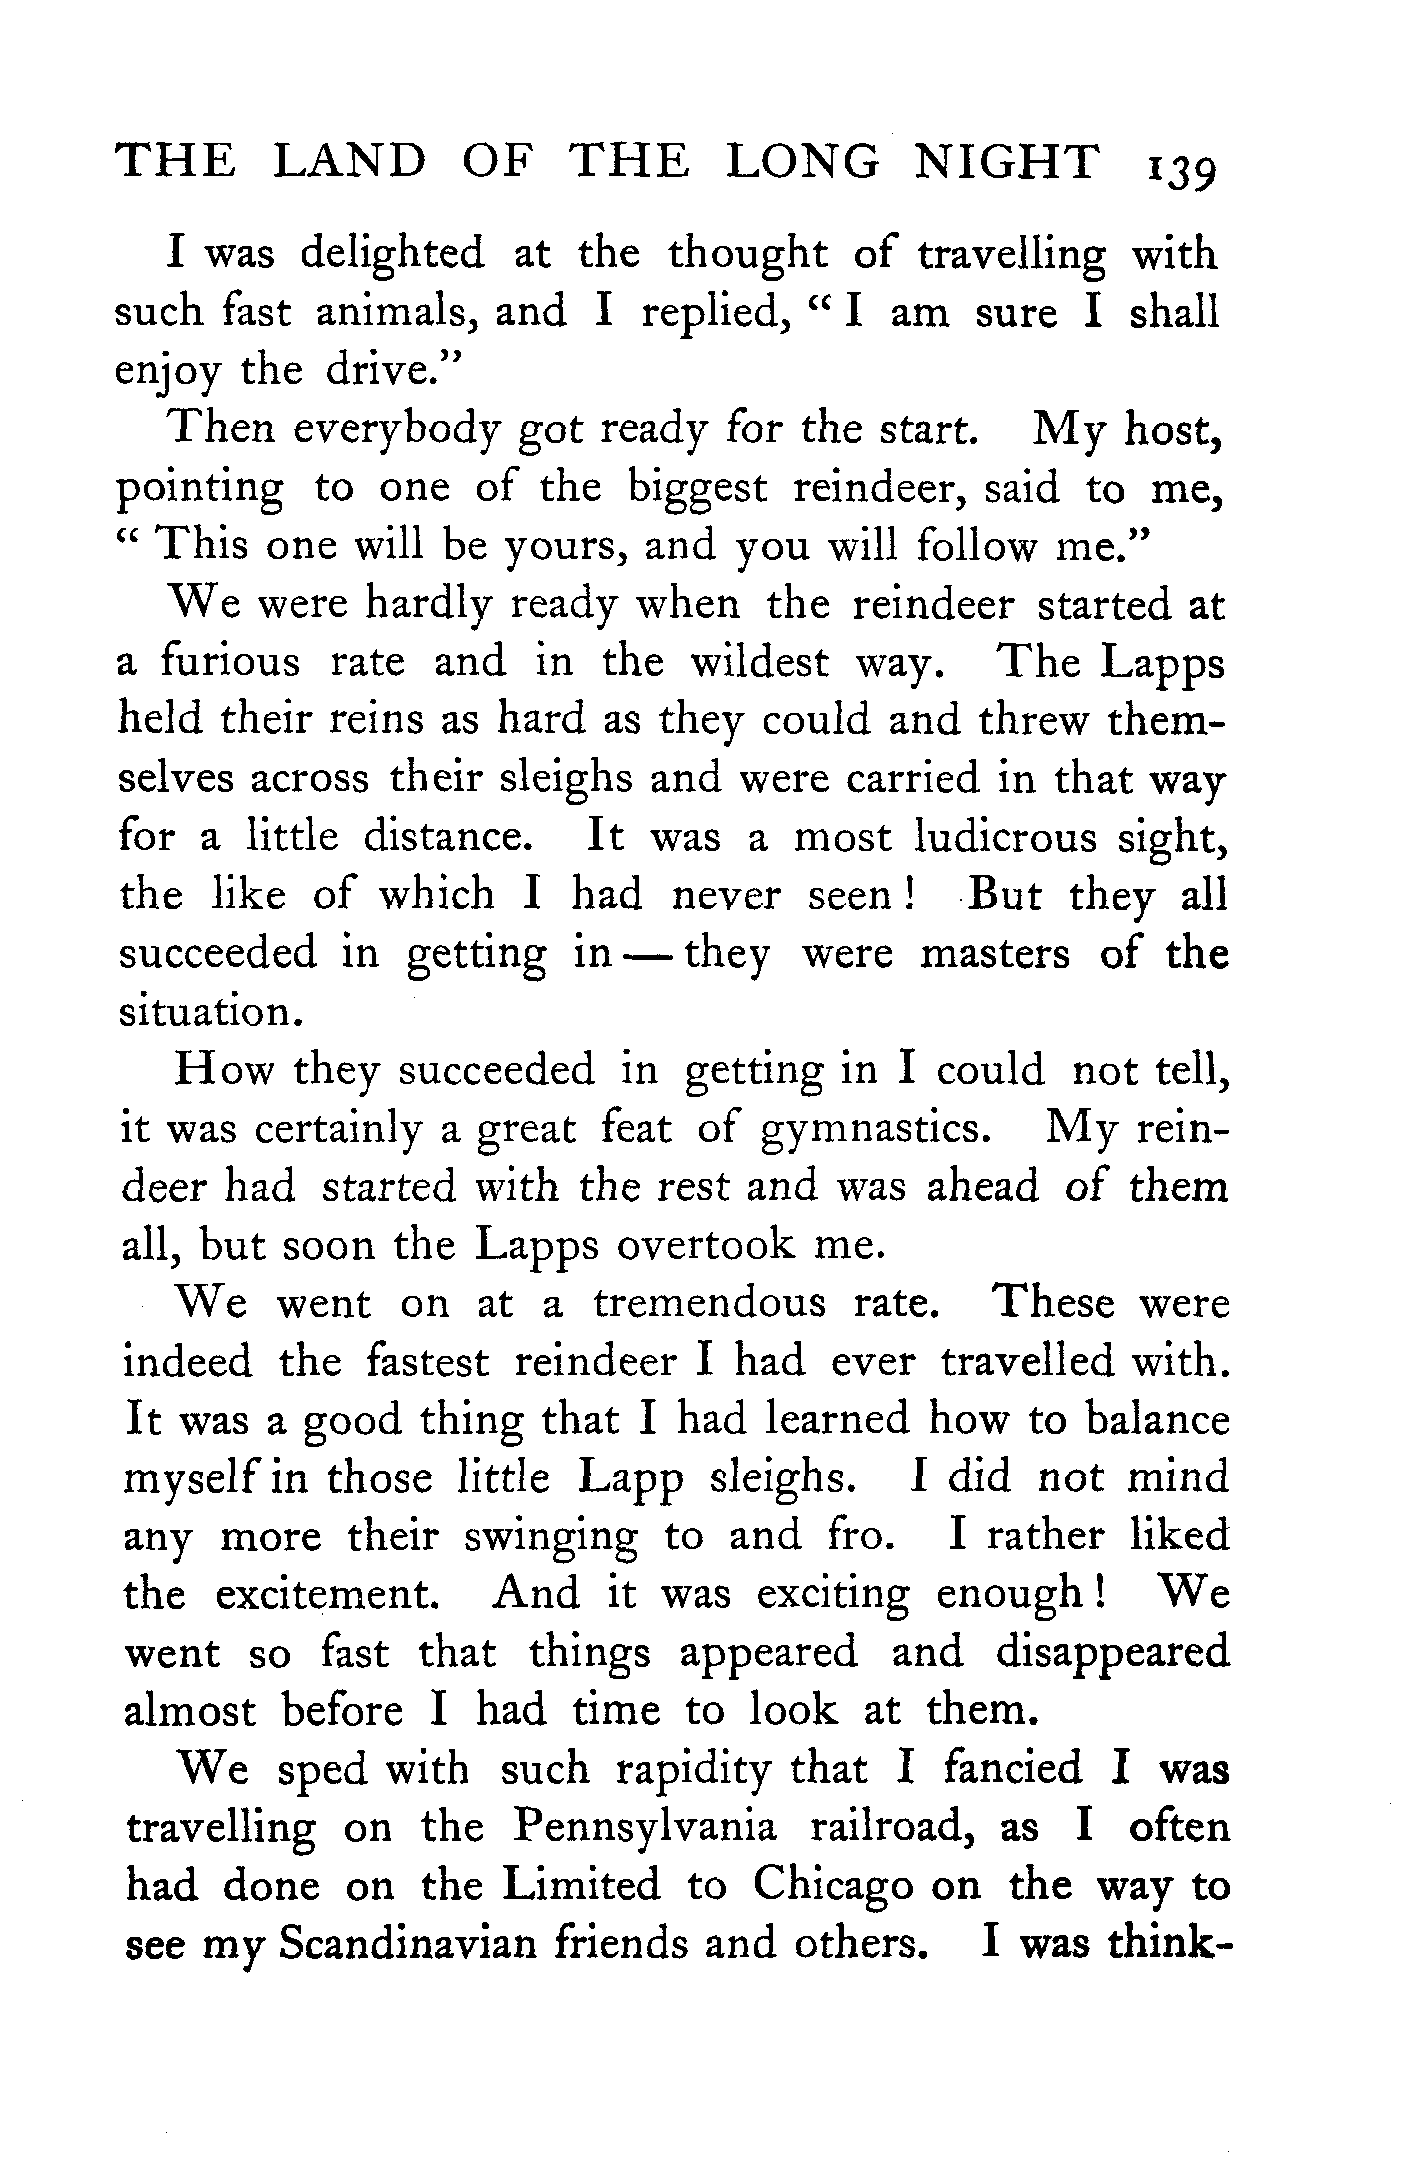 THE LAND OF THE LONG NIGHT 139
I was delighted at the thought of travelling with
such fast animals, and I replied, “ I am sure I shall
enjoy the drive.”
Then everybody got ready for the start. My host,
pointing to one of the biggest reindeer, said to me,
“ This one will be yours, and you will follow me.”
We were hardly ready when the reindeer started at
a furious rate and in the wildest way. The Lapps
held their reins as hard as they could and threw them-
selves across their sleighs and were carried in that way
for a little distance. It was a most ludicrous sight,
the like of which I had never seen ! But they all
succeeded in getting in — they were masters of the
situation.
How they succeeded in getting in I could not tell,
it was certainly a great feat of gymnastics. My rein-
deer had started with the rest and was ahead of them
all, but soon the Lapps overtook me.
We went on at a tremendous rate. These were
indeed the fastest reindeer I had ever travelled with.
It was a good thing that I had learned how to balance
myself in those little Lapp sleighs. I did not mind
any more their swinging to and fro. I rather liked
the excitement. And it was exciting enough ! We
went so fast that things appeared and disappeared
almost before I had time to look at them.
We sped with such rapidity that I fancied I was
travelling on the Pennsylvania railroad, as I often
had done on the Limited to Chicago on the way to
see my Scandinavian friends and others. I was think-